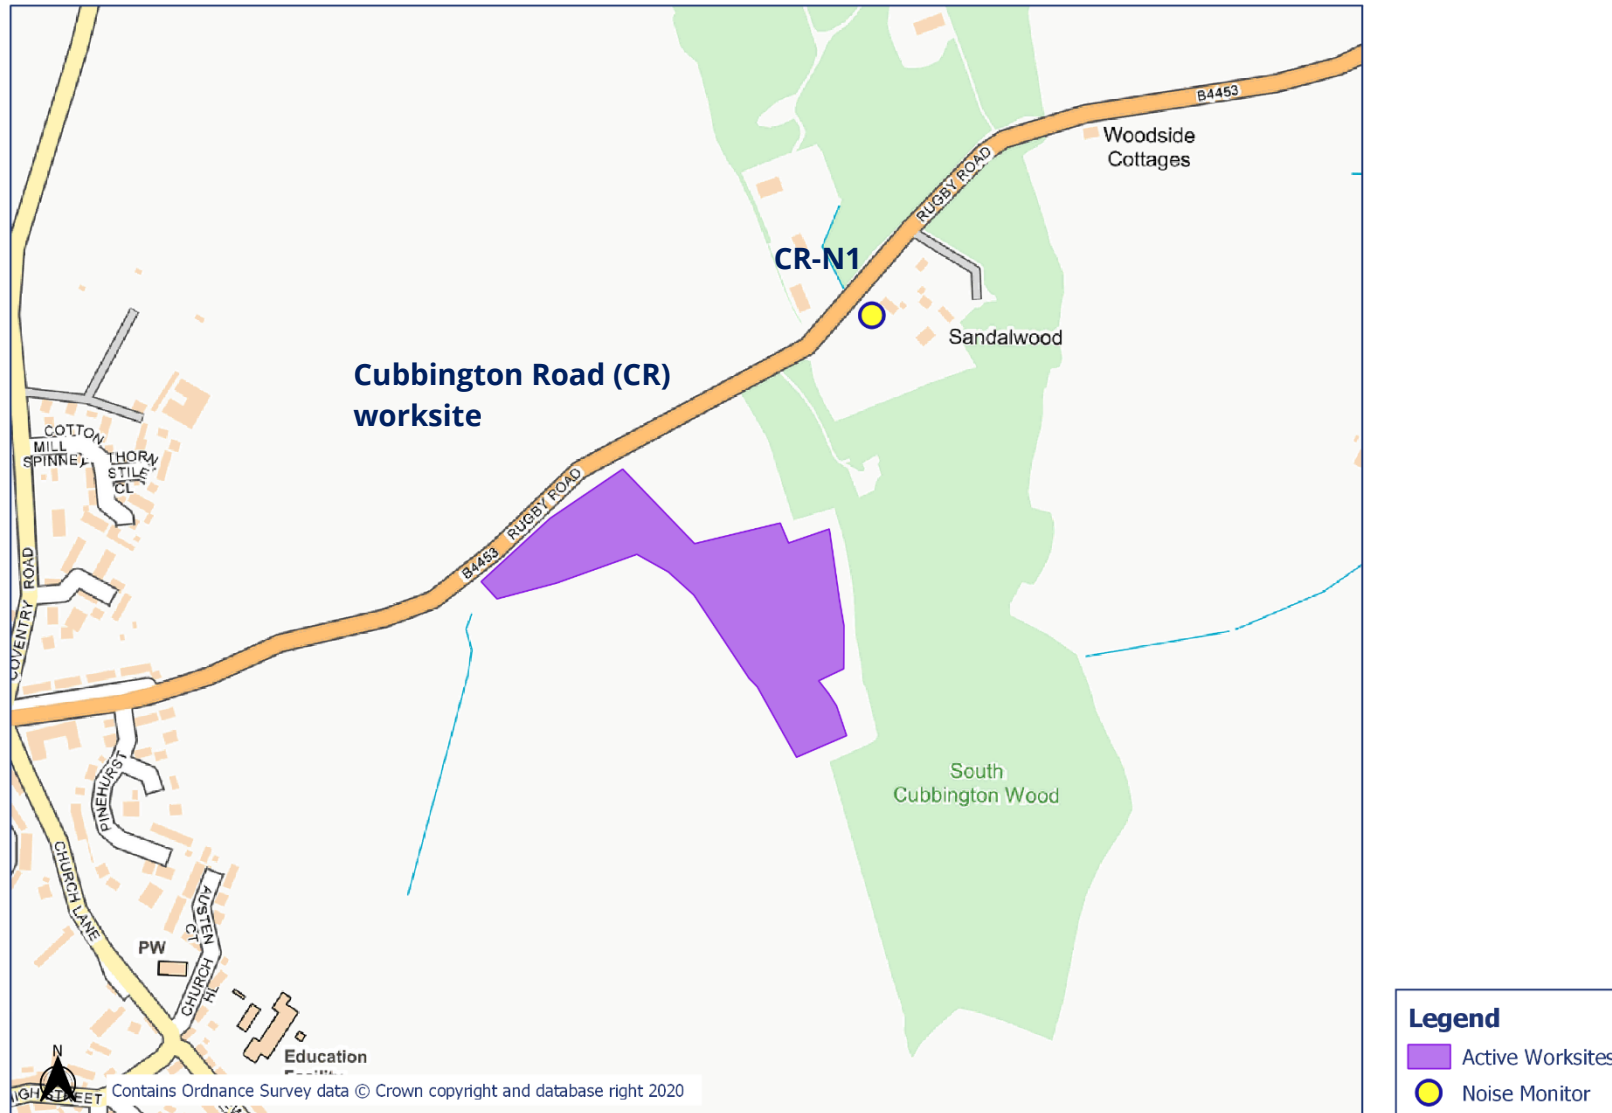 B4453
Woodside
Cottages
RUGBY ROAD
CR-N1
Sandalwood
Cubbington Road (CR)
worksite
COTTON
MILL
SPINNEY
THORN
STILE
CL
RUGBY ROAD
B4453
COVENTRY ROAD
PINEHURST
South
Cubbington Wood
CHURCH LANE
AUSTEN
CT
PW
CHURCH
HL
Education
N
Contains Ordnance Survey data © Crown copyright and database right 2020
STREET
Legend
Active Worksites
Noise Monitor